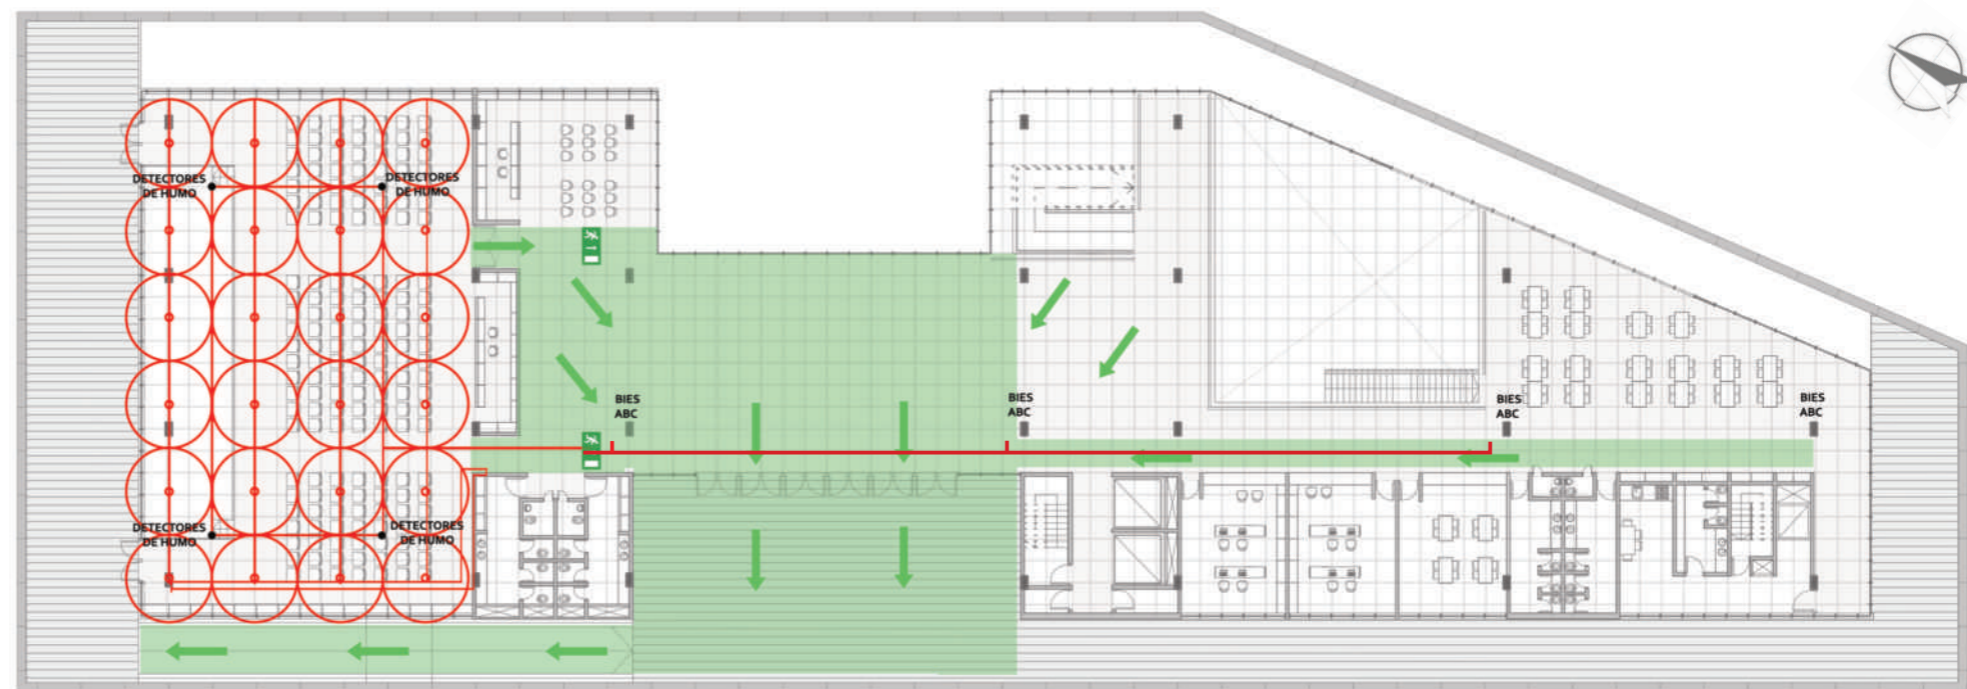 DETECTORES
DE HUMO
DETECTORES
DE HUMO
BIES
ABC
BIES
ABC
BIES
ABC
BIES
ABC
DETECTORES
DE HUMO
DETECTORES
DE HUMO